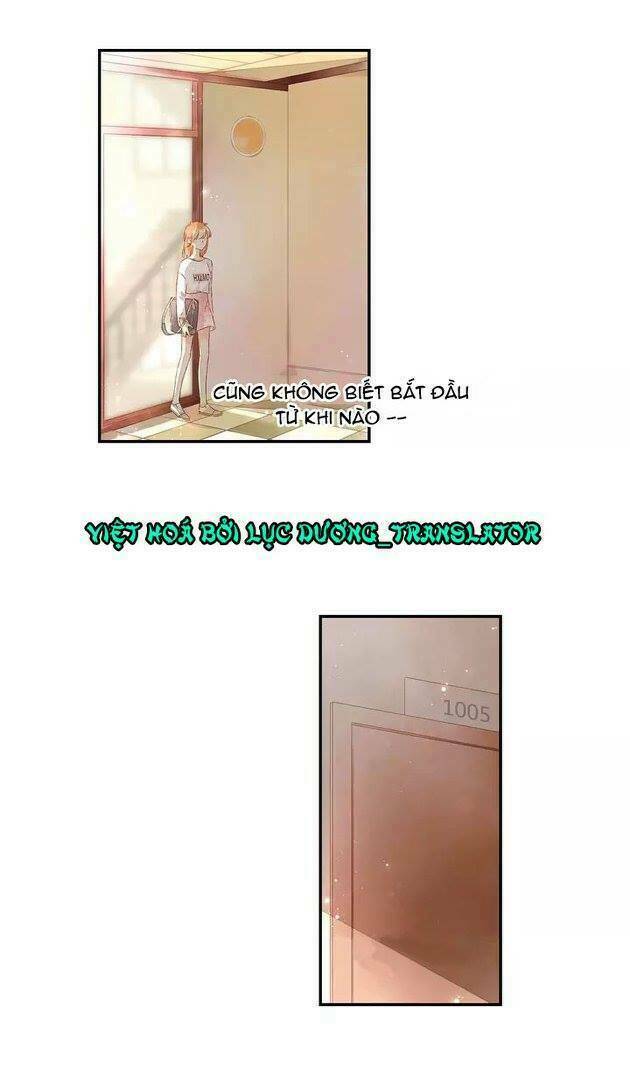 CŨNG KHÔNG BIẾT BẮT ĐẦU
TỪ KHI NÀO --
VIỆT HOÁ BỞI LỤC DƯƠNG_TRANSLATOR
1005